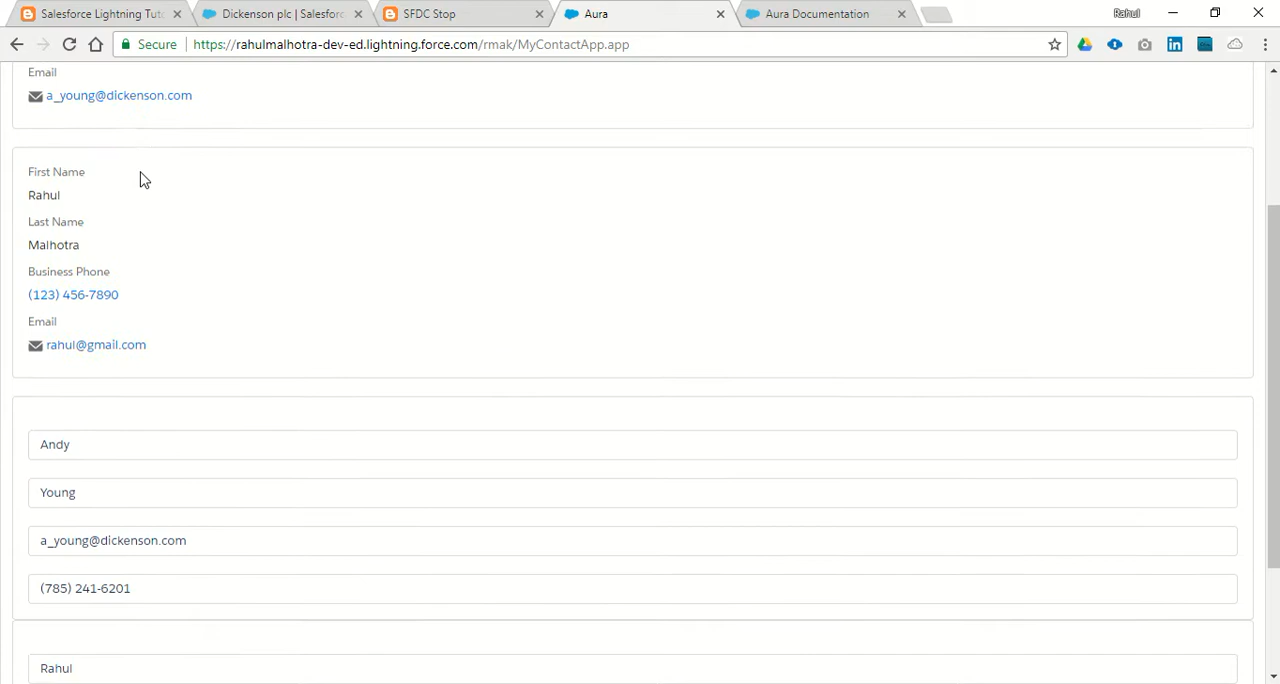 Salesforce Lightning Tuto
Dickenson plc | Salesforc
SFDC Stop
Aura
Aura Documentation
Rahul
Secure
https://rahulmalhotra-dev-ed.lightning.force.com/rmak/MyContactApp.app
Email
a_young@dickenson.com
First Name
Rahul
Last Name
Malhotra
Business Phone
(123) 456-7890
Email
rahul@gmail.com
Andy
Young
a_young@dickenson.com
(785) 241-6201
Rahul